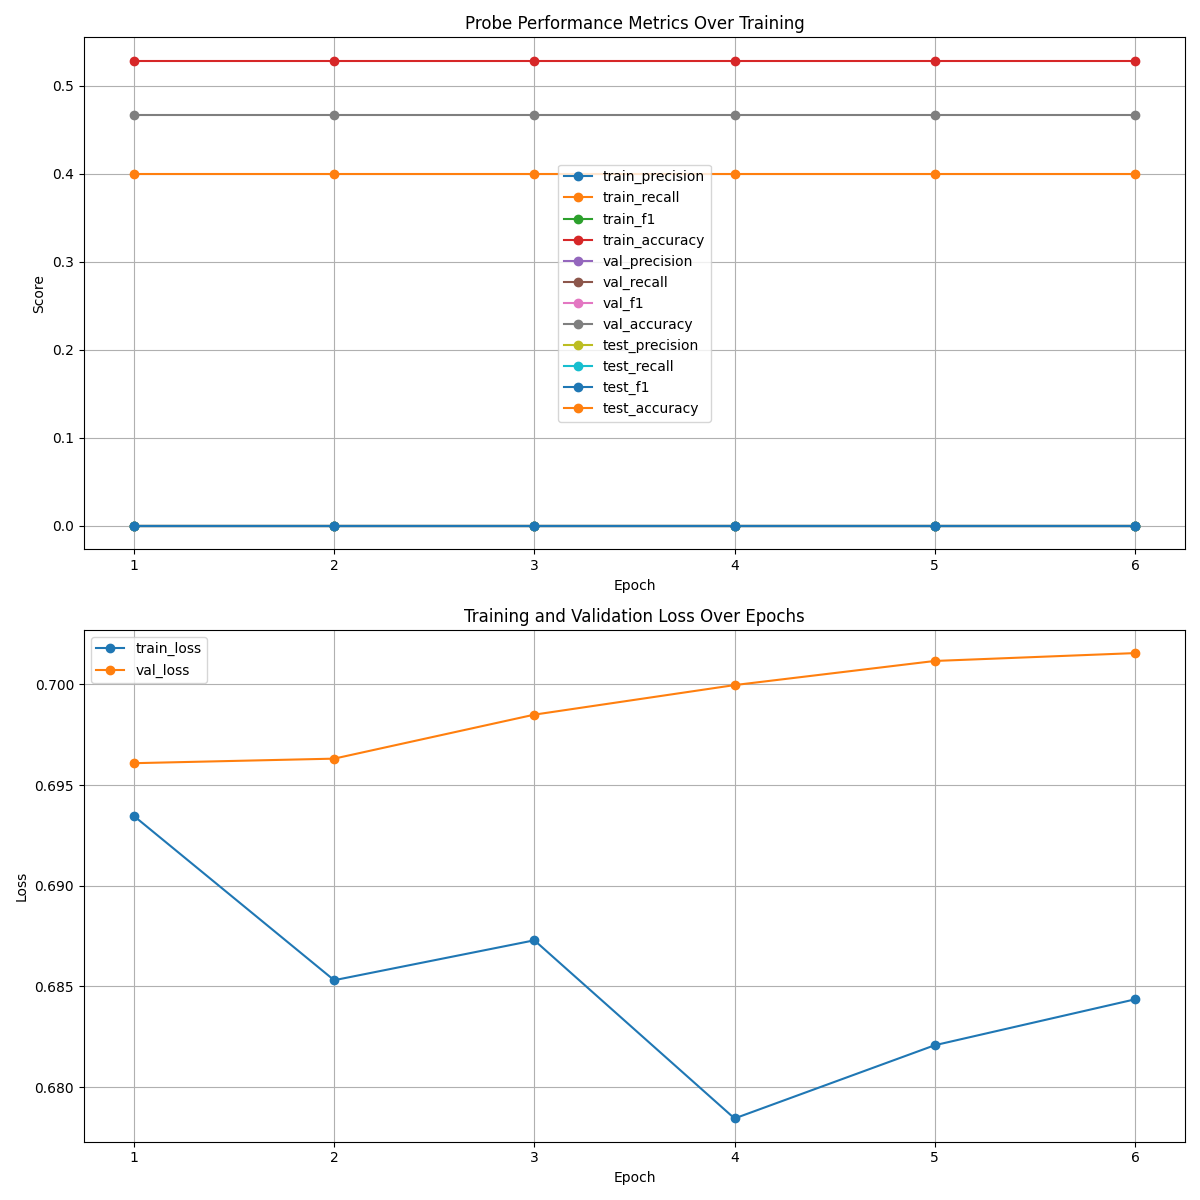 Probe Performance Metrics Over Training
0.5
0.4
0.3
0.2
0.1
0.0
Score
train_precision
train_recall
train_f1
train_accuracy
val_precision
val_recall
val_f1
val_accuracy
test_precision
test_recall
test_f1
test_accuracy
1 2 3 4 5 6
Epoch
Training and Validation Loss Over Epochs
train_loss
val_loss
0.700
0.695
0.690
0.685
0.680
Loss
1 2 3 4 5 6
Epoch